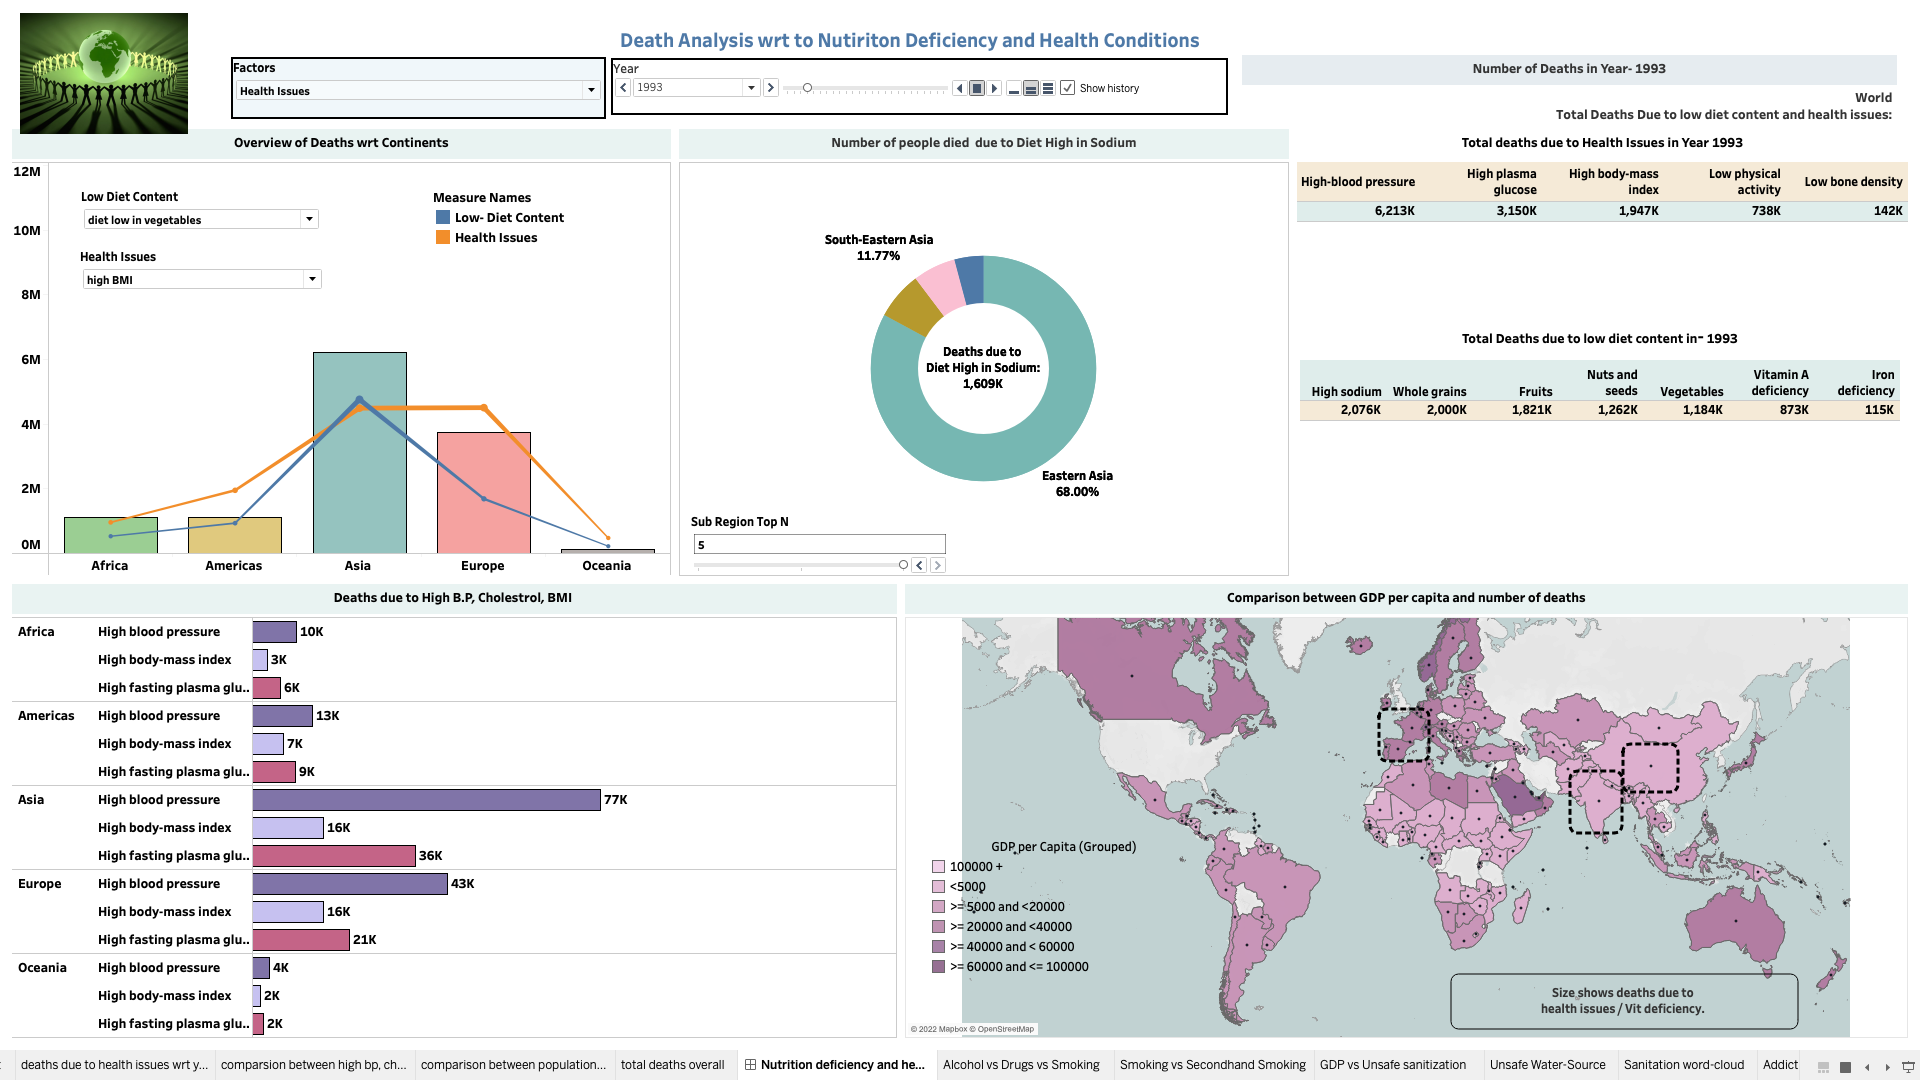 Death Analysis wrt to Nutiriton Deficiency and Health Conditions
Factors
Health Issues
Year
1993
Show history
Number of Deaths in Year- 1993
World
Total Deaths Due to low diet content and health issues:
Overview of Deaths wrt Continents
12M
10M
8M
6M
4M
2M
0M
Low Diet Content
diet low in vegetables
Health Issues
high BMI
Measure Names
Low- Diet Content
Health Issues
Africa
Americas
Asia
Europe
Oceania
Number of people died due to Diet High in Sodium
South-Eastern Asia
11.77%
Deaths due to
Diet High in Sodium:
1,609K
Eastern Asia
68.00%
Sub Region Top N
5
Total deaths due to Health Issues in Year 1993
High-blood pressure High plasma glucose High body-mass index Low physical activity Low bone density
6,213K 3,150K 1,947K 738K 142K
Total Deaths due to low diet content in- 1993
High sodium Whole grains Fruits Nuts and seeds Vegetables Vitamin A deficiency Iron deficiency
2,076K 2,000K 1,821K 1,262K 1,184K 873K 115K
Deaths due to High B.P, Cholestrol, BMI
Africa High blood pressure 10K
High body-mass index 3K
High fasting plasma glu.. 6K
Americas High blood pressure 13K
High body-mass index 7K
High fasting plasma glu.. 9K
Asia High blood pressure 77K
High body-mass index 16K
High fasting plasma glu.. 36K
Europe High blood pressure 43K
High body-mass index 16K
High fasting plasma glu.. 21K
Oceania High blood pressure 4K
High body-mass index 2K
High fasting plasma glu.. 2K
Comparison between GDP per capita and number of deaths
GDP per Capita (Grouped)
100000 +
<5000
>= 5000 and <20000
>= 20000 and <40000
>= 40000 and < 60000
>= 60000 and <= 100000
Size shows deaths due to
health issues / Vit deficiency.
© 2022 Mapbox © OpenStreetMap
deaths due to health issues wrt y...
comparsion between high bp, ch...
comparison between population...
total deaths overall
Nutrition deficiency and he...
Alcohol vs Drugs vs Smoking
Smoking vs Secondhand Smoking
GDP vs Unsafe sanitization
Unsafe Water-Source
Sanitation word-cloud
Addict